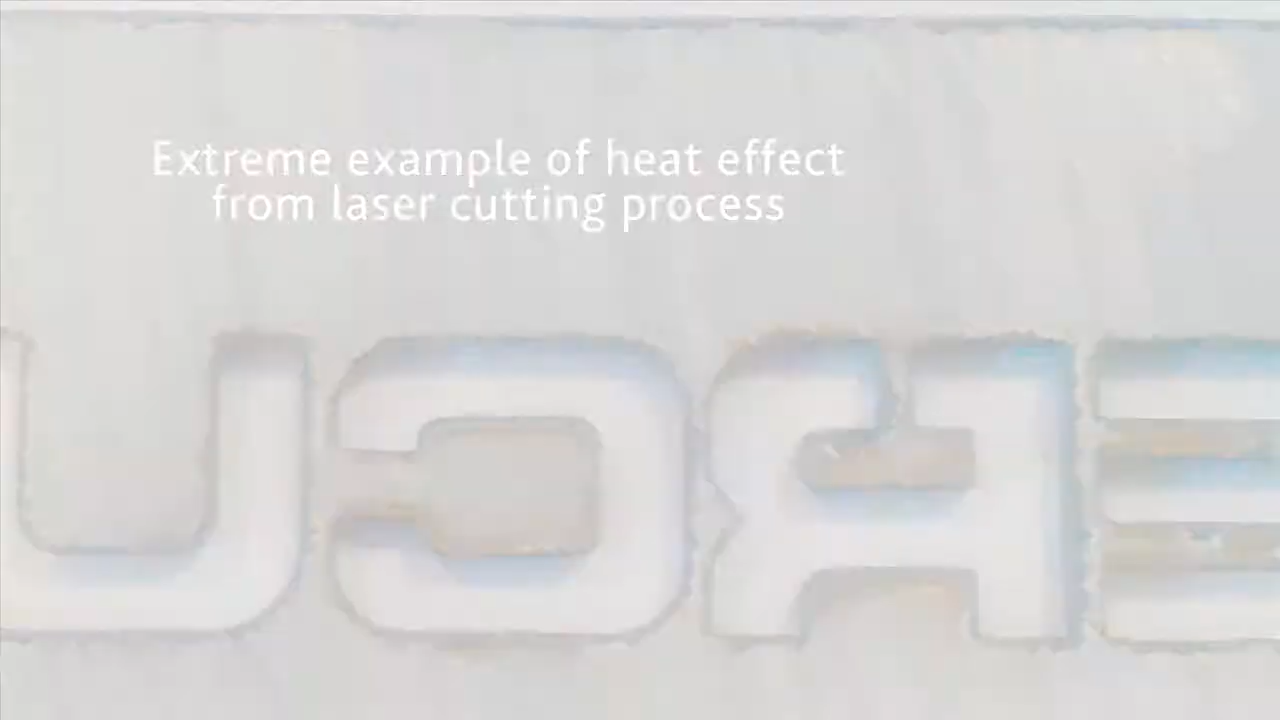 Extreme example of heat effect
from laser cutting process